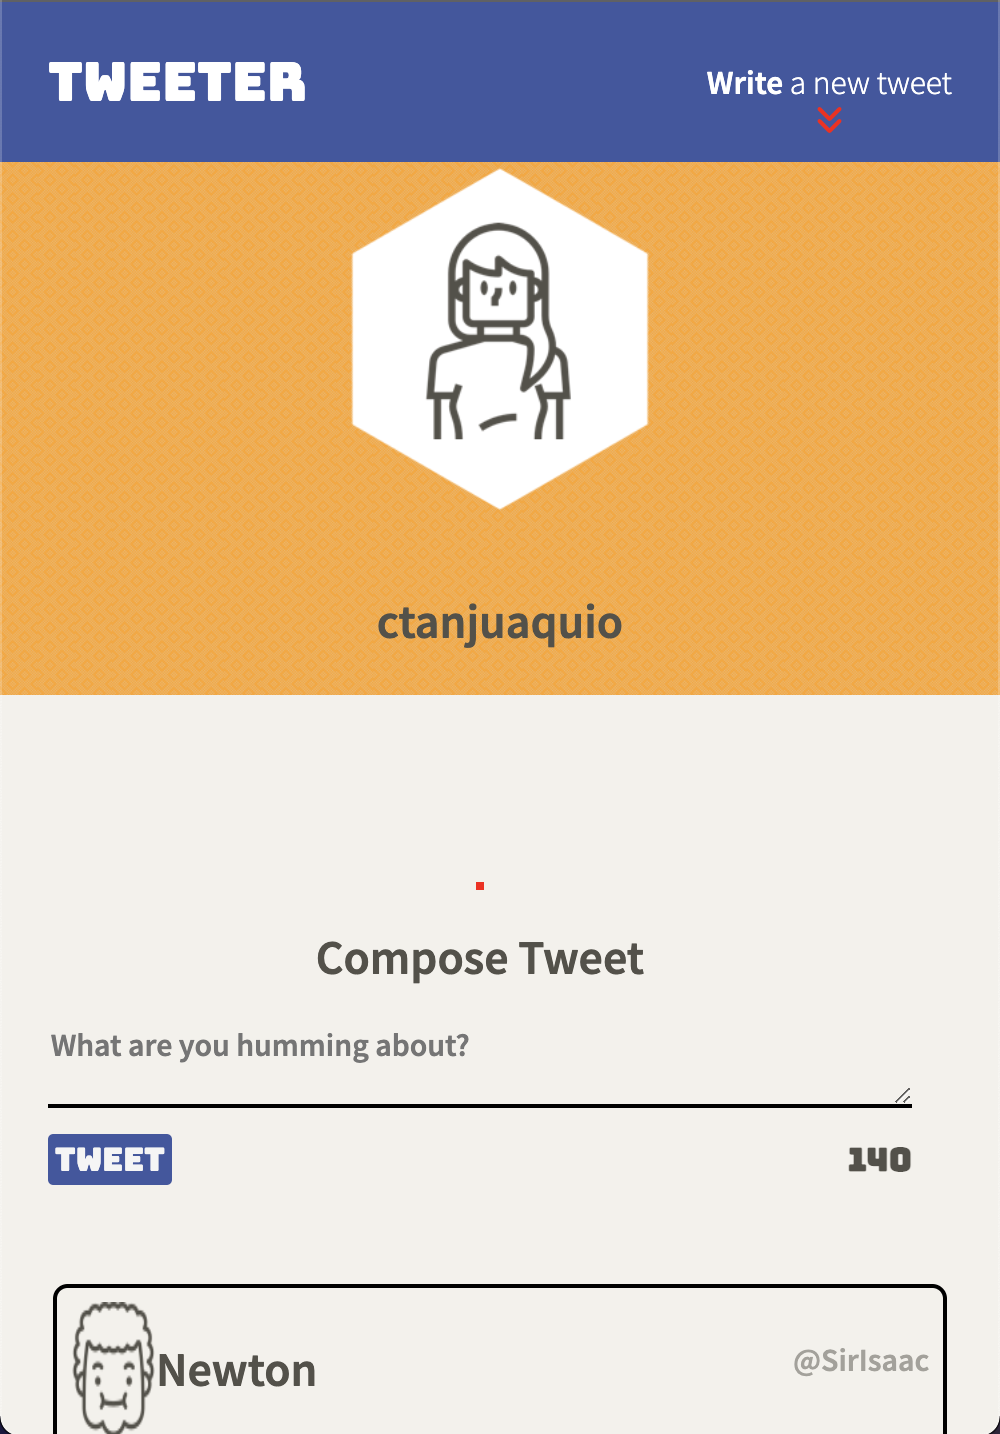 TWEETER
Write a new tweet
ctanjuaquio
Compose Tweet
What are you humming about?
TWEET
140
Newton
@SirIsaac